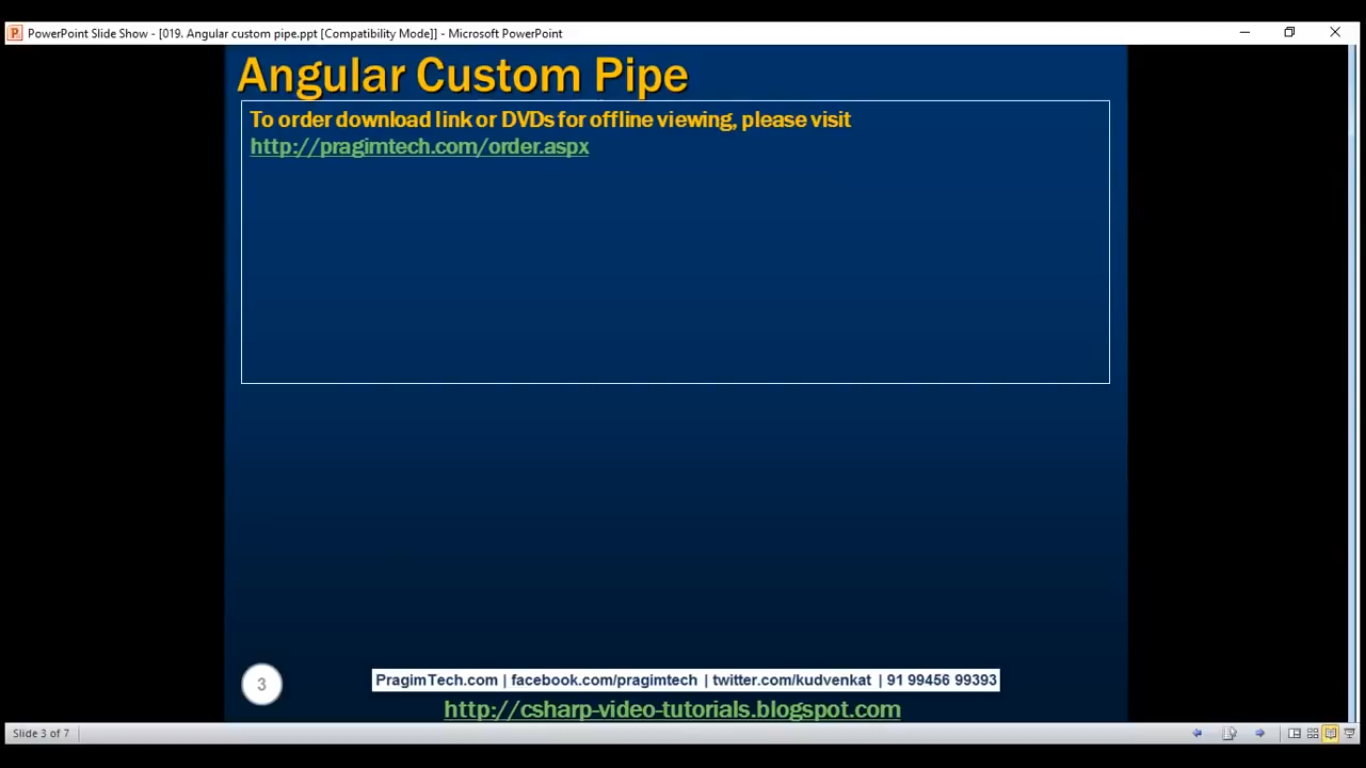 PowerPoint Slide Show - [019. Angular custom pipe.ppt [Compatibility Mode]] - Microsoft PowerPoint
Angular Custom Pipe
To order download link or DVDs for offline viewing, please visit
http://pragimtech.com/order.aspx
3
PragimTech.com | facebook.com/pragimtech | twitter.com/kudvenkat | 91 99456 99393
http://csharp-video-tutorials.blogspot.com
Slide 3 of 7